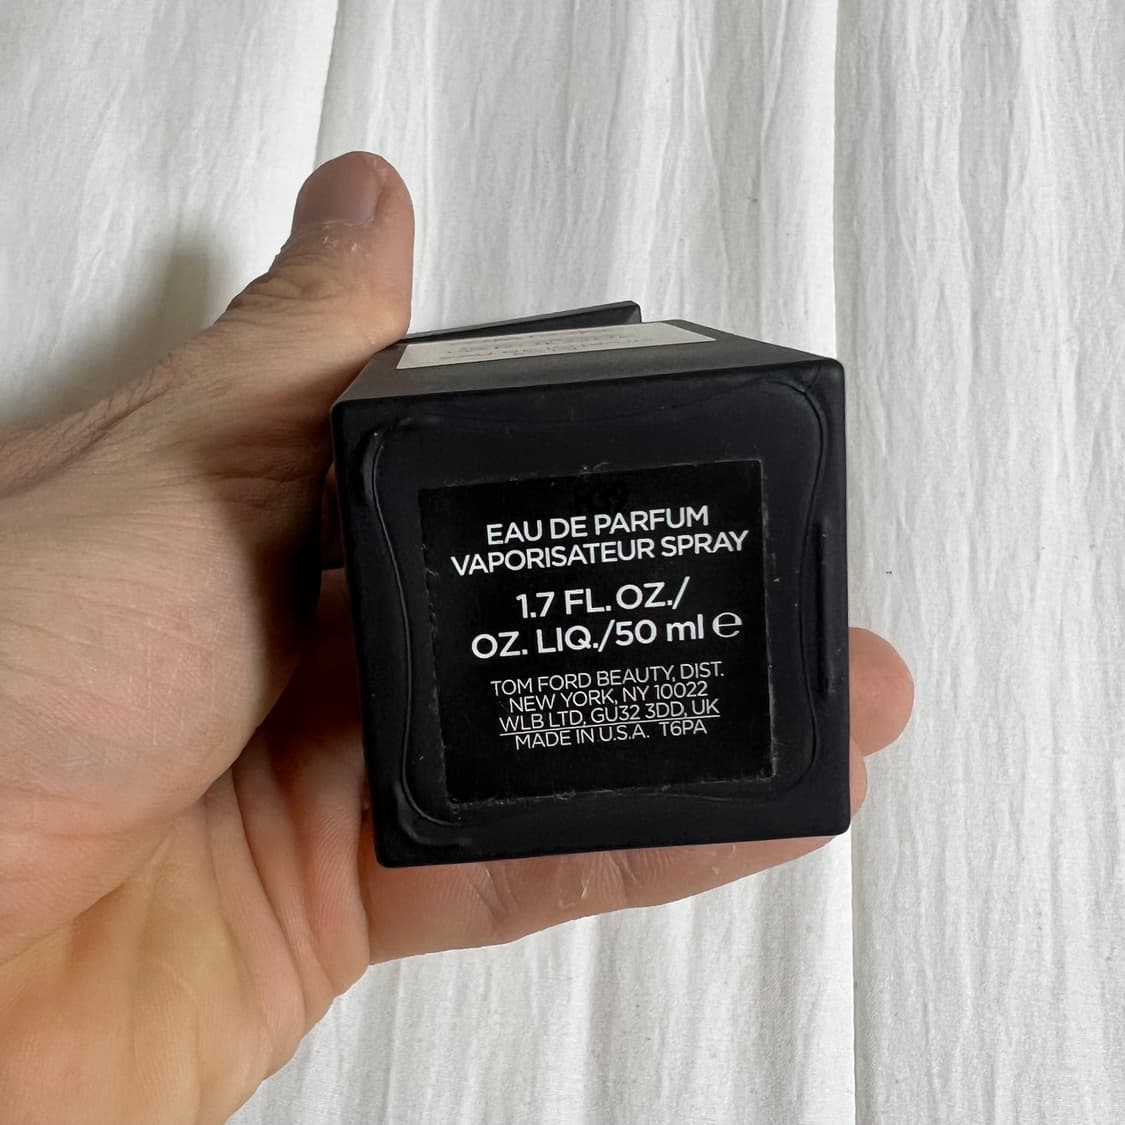 EAU DE PARFUM
VAPORISATEUR SPRAY
1.7 FL. OZ./
OZ. LIQ./50 ml ℮
TOM FORD BEAUTY, DIST.
NEW YORK, NY 10022
WLB LTD, GU32 3DD, UK
MADE IN U.S.A. T6PA